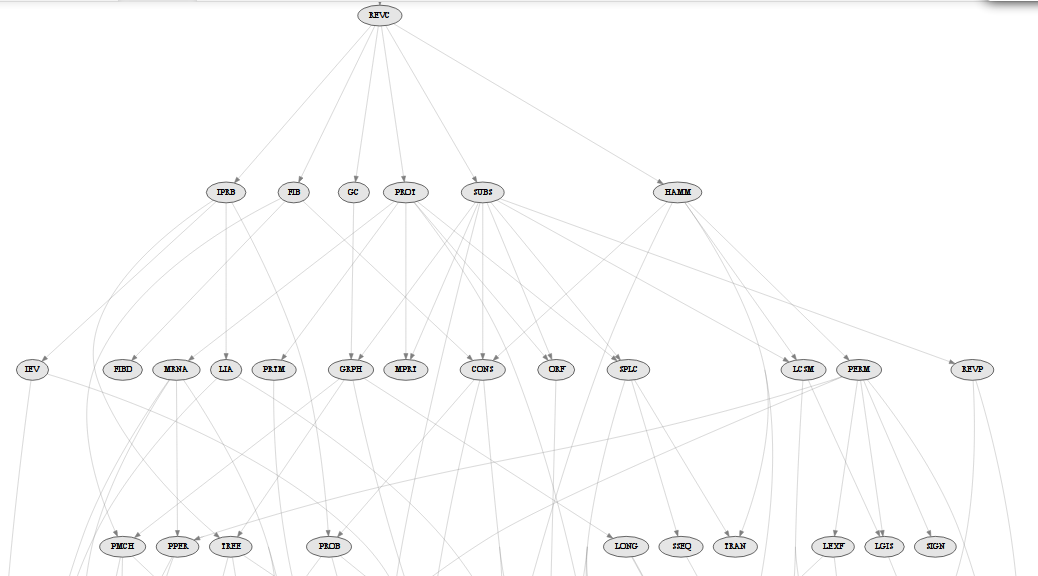 REVC
IPRB FIB GC PROT SUBS HAMM
IEV FIBD MRNA LIA PRTM GRPH MPRT CONS ORF SPLC LCSM PERM REVP
PMCH PPER TREE PROB LONG SSEQ TRAN LEXF LGIS SIGN